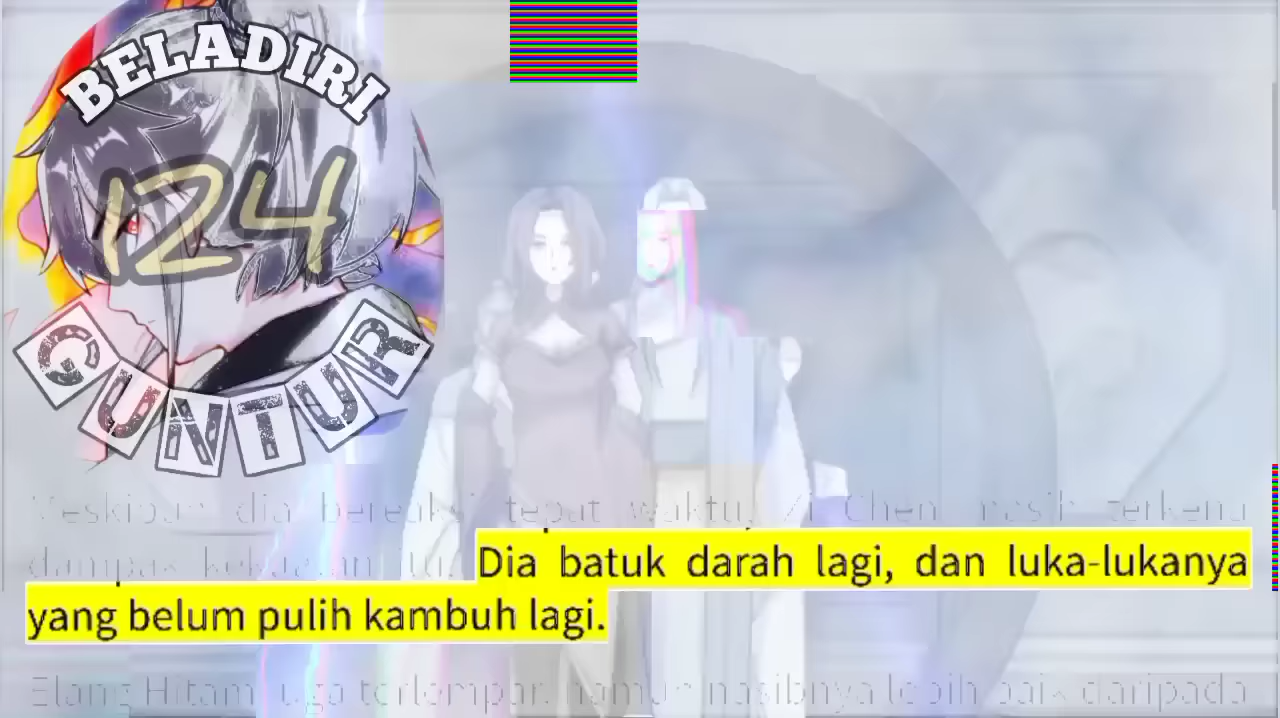 BELADIRI
124
GUNTUR
Meskipun dia bereaksi tepat waktu, Zi Chen masih terkena
dampak kekuatan itu. Dia batuk darah lagi, dan luka-lukanya
yang belum pulih kambuh lagi.
Elang Hitam juga terlempar, namun nasibnya lebih baik daripada